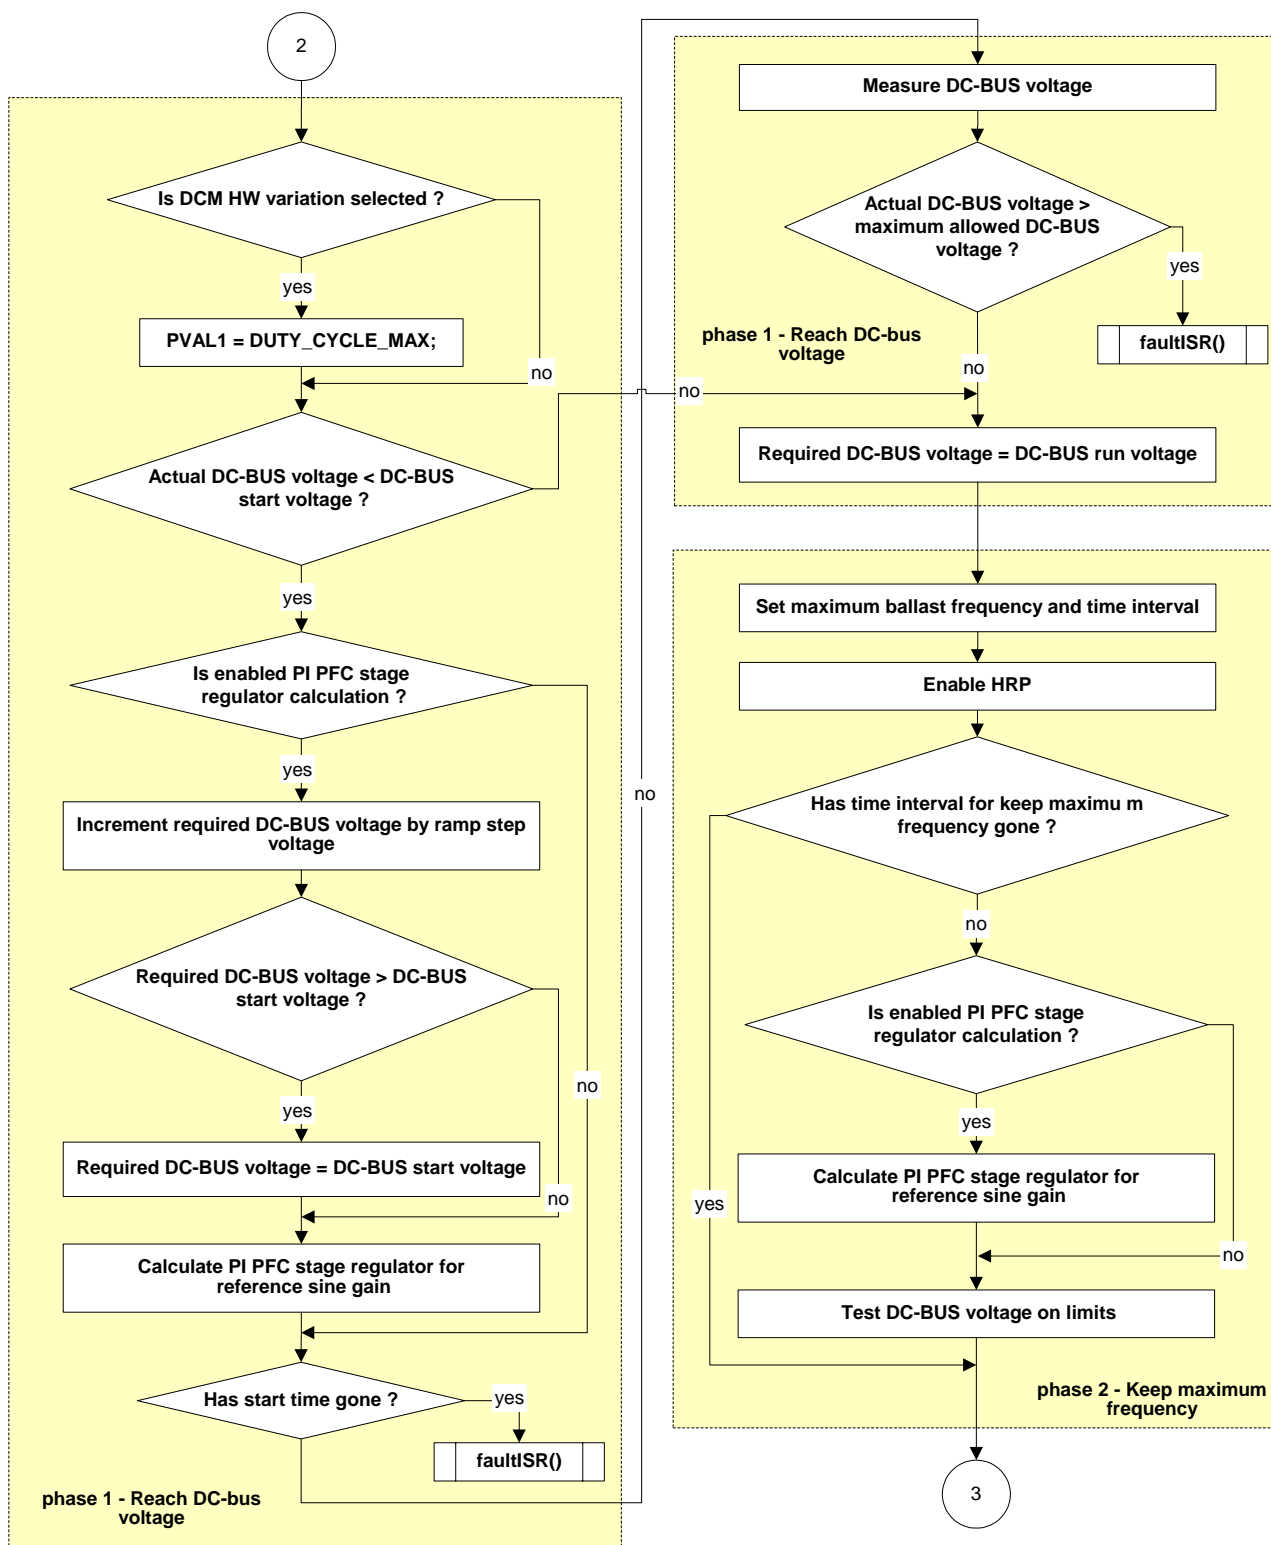 2
Is DCM HW variation selected ?
yes
PVAL1 = DUTY_CYCLE_MAX;
no
Actual DC-BUS voltage < DC-BUS
start voltage ?
no
yes
Is enabled PI PFC stage
regulator calculation ?
yes
Increment required DC-BUS voltage by ramp step
voltage
Required DC-BUS voltage > DC-BUS
start voltage ?
no
yes
Required DC-BUS voltage = DC-BUS start voltage
no
Calculate PI PFC stage regulator for
reference sine gain
Has start time gone ?
yes
faultISR()
phase 1 - Reach DC-bus
voltage
no
Measure DC-BUS voltage
Actual DC-BUS voltage >
maximum allowed DC-BUS
voltage ?
yes
phase 1 - Reach DC-bus
voltage
faultISR()
no
Required DC-BUS voltage = DC-BUS run voltage
Set maximum ballast frequency and time interval
Enable HRP
Has time interval for keep maximu m
frequency gone ?
no
Is enabled PI PFC stage
regulator calculation ?
yes
Calculate PI PFC stage regulator for
reference sine gain
yes
no
Test DC-BUS voltage on limits
phase 2 - Keep maximum
frequency
3